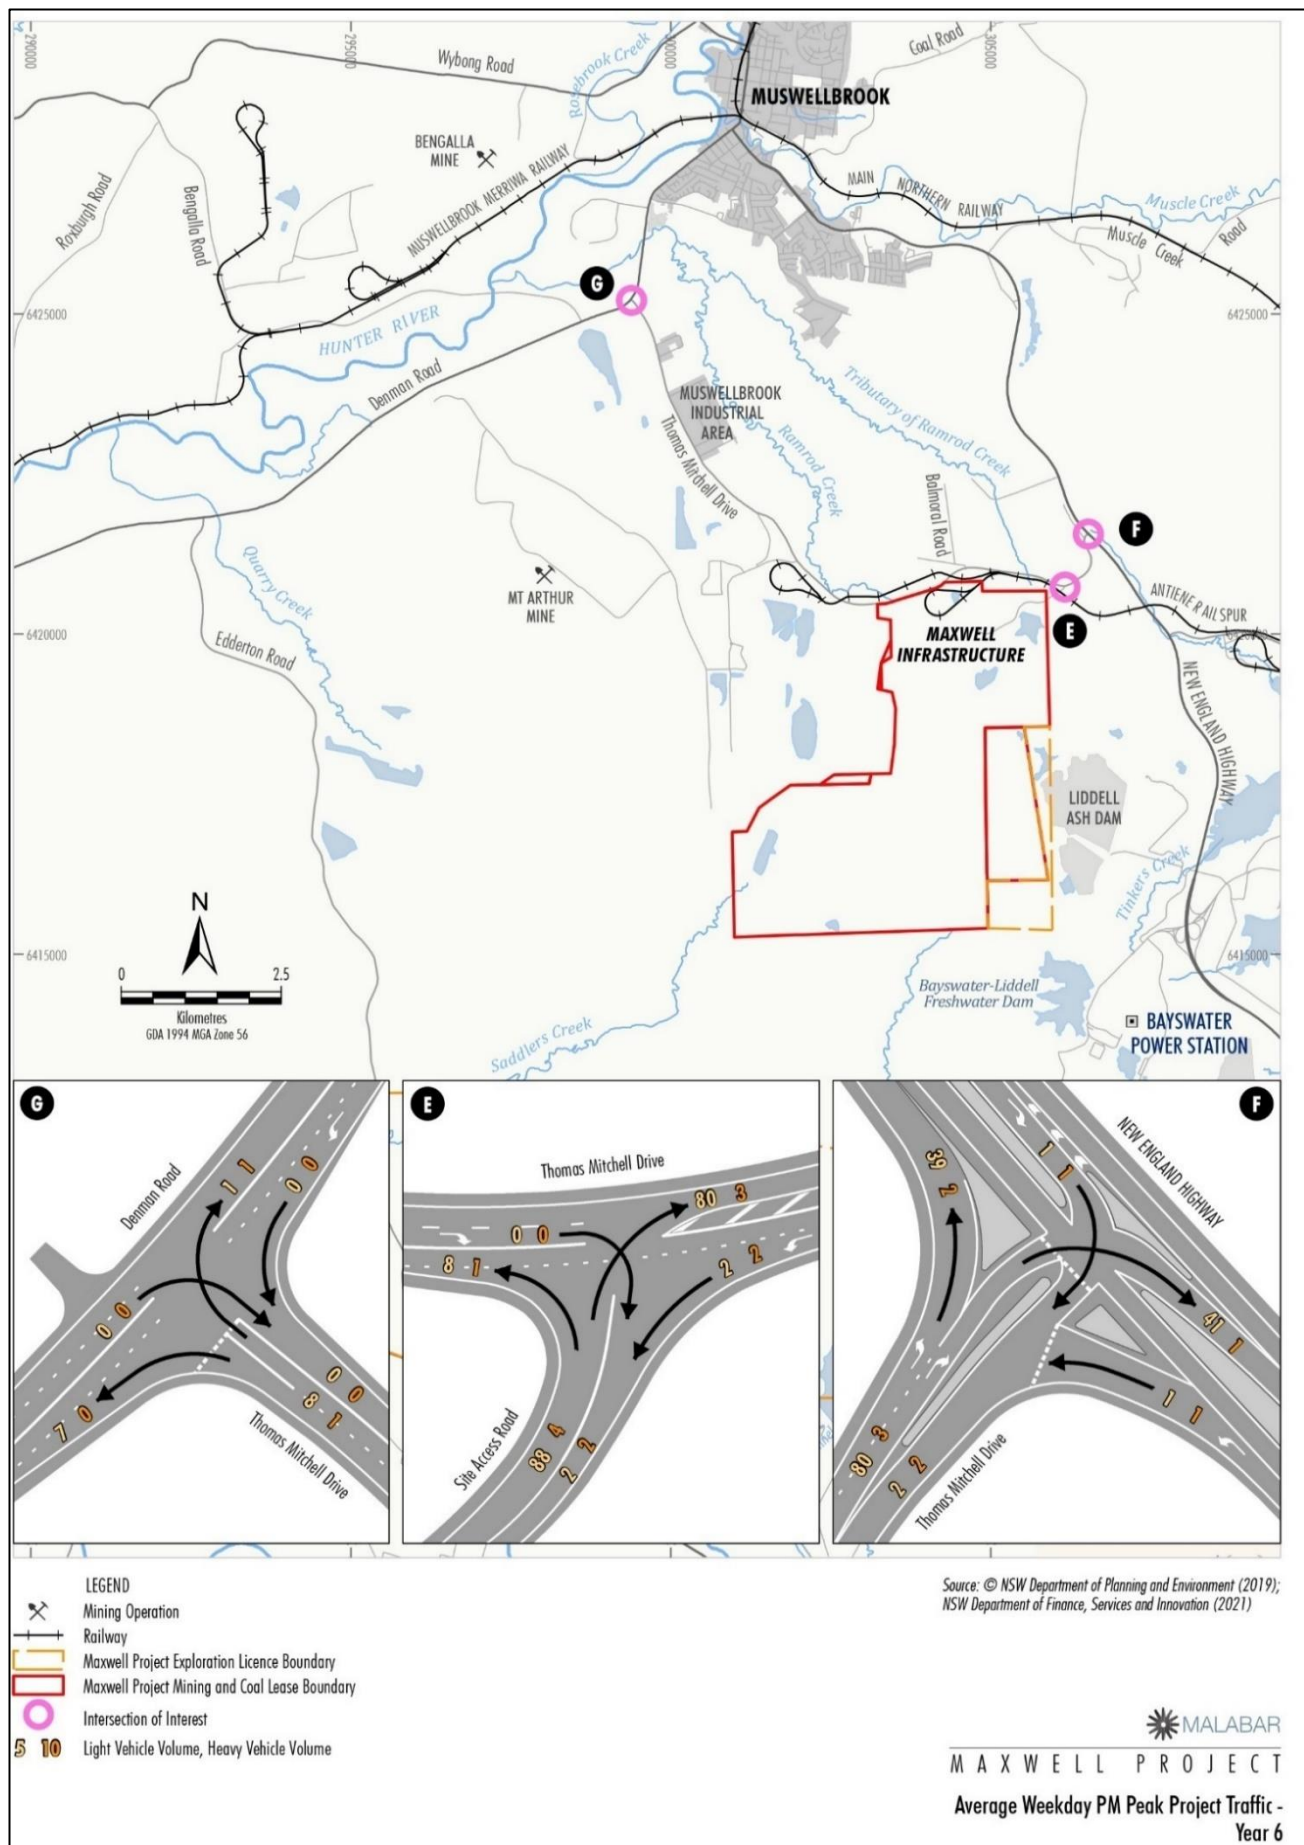 290000
295000
300000
305000
Wybong Road
Rosebrook Creek
Coal Road
MUSWELLBROOK
BENGALLA
MINE
Roxburgh Road
Bengalla Road
MUSWELLBROOK MERRIWA RAILWAY
MAIN NORTHERN RAILWAY
Muscle Creek
Muscle Creek Road
G
6425000
6425000
HUNTER RIVER
Denman Road
MUSWELLBROOK
INDUSTRIAL
AREA
Thomas Mitchell Drive
Ramrod Creek
Tributary of Ramrod Creek
Balmoral Road
F
Quarry Creek
MT ARTHUR
MINE
ANTIENE RAIL SPUR
6420000
E
MAXWELL
INFRASTRUCTURE
Edderton Road
NEW ENGLAND HIGHWAY
LIDDELL
ASH DAM
Tinkers Creek
N
6415000
6415000
0 2.5
Kilometres
GDA 1994 MGA Zone 56
Bayswater-Liddell
Freshwater Dam
Saddlers Creek
BAYSWATER
POWER STATION
G
Denman Road
1 1
0 0
0 0
0 0
7 0
8 1
Thomas Mitchell Drive
E
Thomas Mitchell Drive
80 3
0 0
8 1
2 2
88 4
2 2
Site Access Road
F
NEW ENGLAND HIGHWAY
39 2
1 1
41 1
1 1
80 3
2 2
Thomas Mitchell Drive
LEGEND
Mining Operation
Railway
Maxwell Project Exploration Licence Boundary
Maxwell Project Mining and Coal Lease Boundary
Intersection of Interest
5 10 Light Vehicle Volume, Heavy Vehicle Volume
Source: © NSW Department of Planning and Environment (2019);
NSW Department of Finance, Services and Innovation (2021)
MALABAR
MAXWELL PROJECT
Average Weekday PM Peak Project Traffic -
Year 6